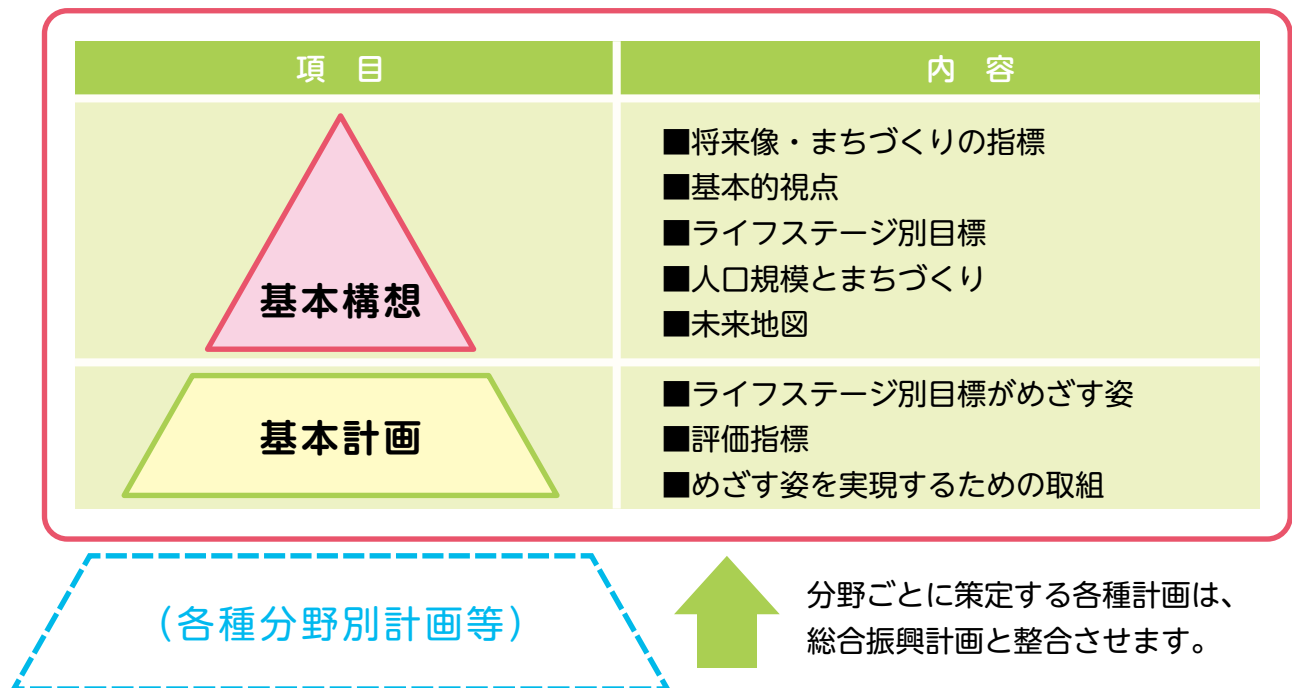 項 目
内 容
基本構想
■将来像・まちづくりの指標
■基本的視点
■ライフステージ別目標
■人口規模とまちづくり
■未来地図
基本計画
■ライフステージ別目標がめざす姿
■評価指標
■めざす姿を実現するための取組
（各種分野別計画等）
分野ごとに策定する各種計画は、
総合振興計画と整合させます。